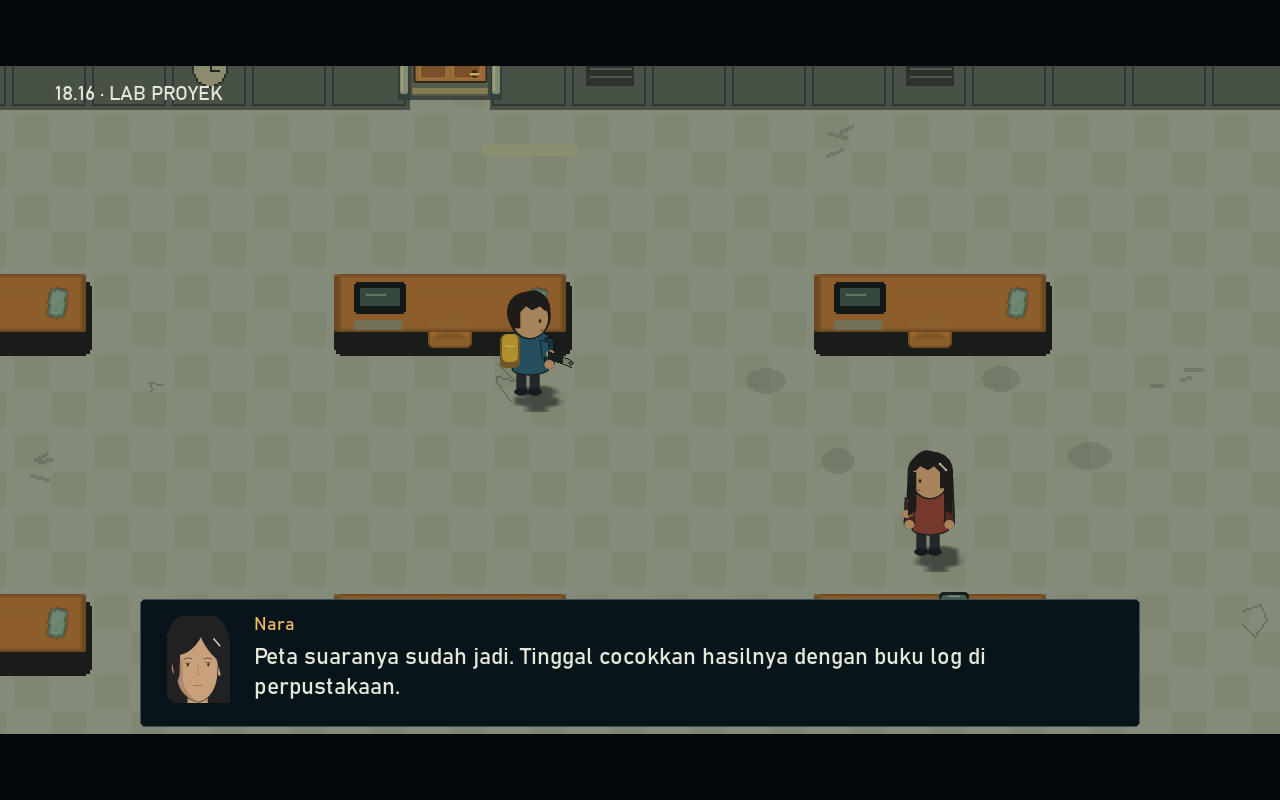 18.16 · LAB PROYEK
Nara
Peta suaranya sudah jadi. Tinggal cocokkan hasilnya dengan buku log di
perpustakaan.